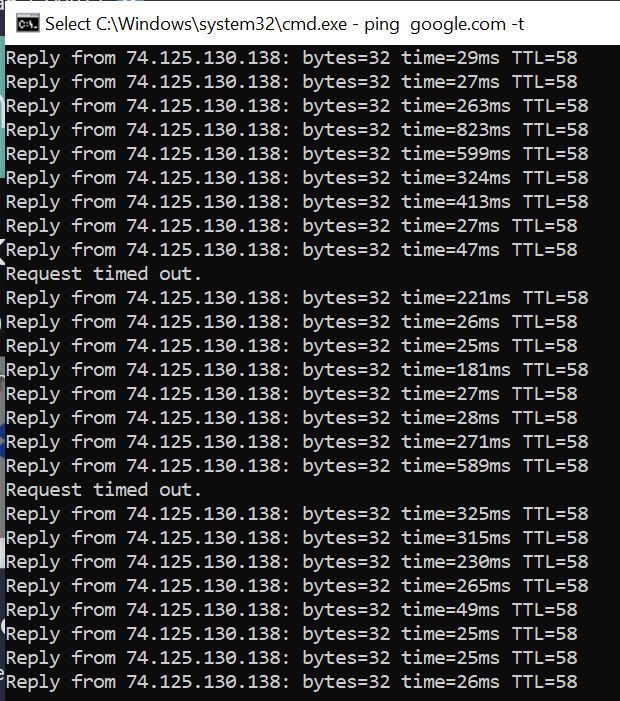 Select C:\Windows\system32\cmd.exe - ping  google.com -t
Reply from 74.125.130.138: bytes=32 time=29ms TTL=58
Reply from 74.125.130.138: bytes=32 time=27ms TTL=58
Reply from 74.125.130.138: bytes=32 time=263ms TTL=58
Reply from 74.125.130.138: bytes=32 time=823ms TTL=58
Reply from 74.125.130.138: bytes=32 time=599ms TTL=58
Reply from 74.125.130.138: bytes=32 time=324ms TTL=58
Reply from 74.125.130.138: bytes=32 time=413ms TTL=58
Reply from 74.125.130.138: bytes=32 time=27ms TTL=58
Reply from 74.125.130.138: bytes=32 time=47ms TTL=58
Request timed out.
Reply from 74.125.130.138: bytes=32 time=221ms TTL=58
Reply from 74.125.130.138: bytes=32 time=26ms TTL=58
Reply from 74.125.130.138: bytes=32 time=25ms TTL=58
Reply from 74.125.130.138: bytes=32 time=181ms TTL=58
Reply from 74.125.130.138: bytes=32 time=27ms TTL=58
Reply from 74.125.130.138: bytes=32 time=28ms TTL=58
Reply from 74.125.130.138: bytes=32 time=271ms TTL=58
Reply from 74.125.130.138: bytes=32 time=589ms TTL=58
Request timed out.
Reply from 74.125.130.138: bytes=32 time=325ms TTL=58
Reply from 74.125.130.138: bytes=32 time=315ms TTL=58
Reply from 74.125.130.138: bytes=32 time=230ms TTL=58
Reply from 74.125.130.138: bytes=32 time=265ms TTL=58
Reply from 74.125.130.138: bytes=32 time=49ms TTL=58
Reply from 74.125.130.138: bytes=32 time=25ms TTL=58
Reply from 74.125.130.138: bytes=32 time=25ms TTL=58
Reply from 74.125.130.138: bytes=32 time=26ms TTL=58